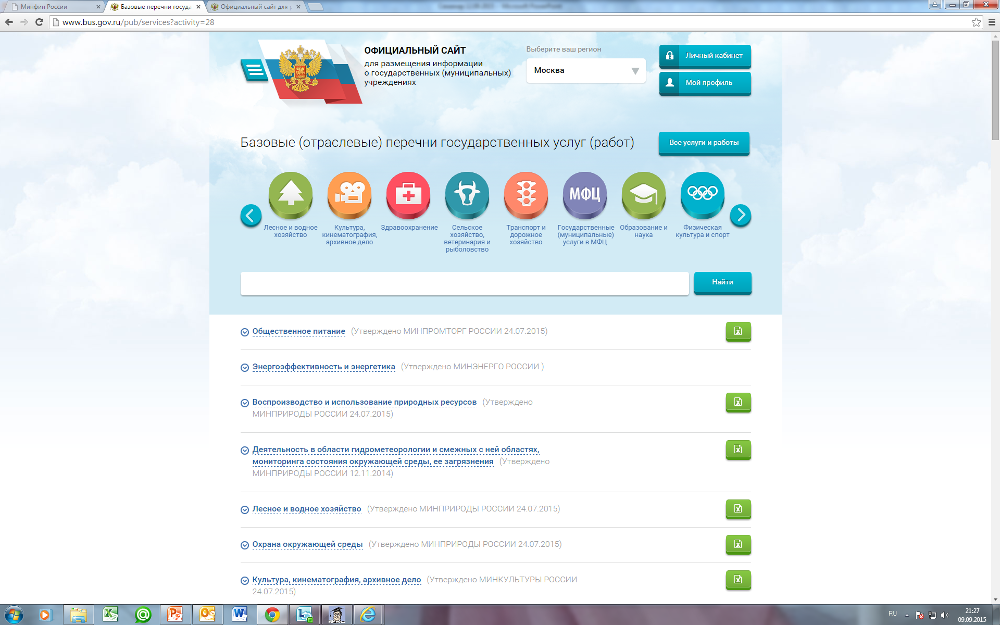 Минфин России
Базовые перечни госуда
Официальный сайт для р
www.bus.gov.ru/pub/services?activity=28
ОФИЦИАЛЬНЫЙ САЙТ
для размещения информации
о государственных (муниципальных)
учреждениях
Выберите ваш регион
Москва
Личный кабинет
Мой профиль
Базовые (отраслевые) перечни государственных услуг (работ)
Все услуги и работы
МФЦ
Лесное и водное
хозяйство
Культура,
кинематография,
архивное дело
Здравоохранение
Сельское
хозяйство,
ветеринария и
рыболовство
Транспорт и
дорожное
хозяйство
Государственные
(муниципальные)
услуги в МФЦ
Образование и
наука
Физическая
культура и спорт
Найти
Общественное питание (Утверждено МИНПРОМТОРГ РОССИИ 24.07.2015)
Энергоэффективность и энергетика (Утверждено МИНЭНЕРГО РОССИИ )
Воспроизводство и использование природных ресурсов (Утверждено
МИНПРИРОДЫ РОССИИ 24.07.2015)
Деятельность в области гидрометеорологии и смежных с ней областях,
мониторинга состояния окружающей среды, ее загрязнения (Утверждено
МИНПРИРОДЫ РОССИИ 12.11.2014)
Лесное и водное хозяйство (Утверждено МИНПРИРОДЫ РОССИИ 24.07.2015)
Охрана окружающей среды (Утверждено МИНПРИРОДЫ РОССИИ 24.07.2015)
Культура, кинематография, архивное дело (Утверждено МИНКУЛЬТУРЫ РОССИИ
24.07.2015)
RU
21:27
09.09.2015